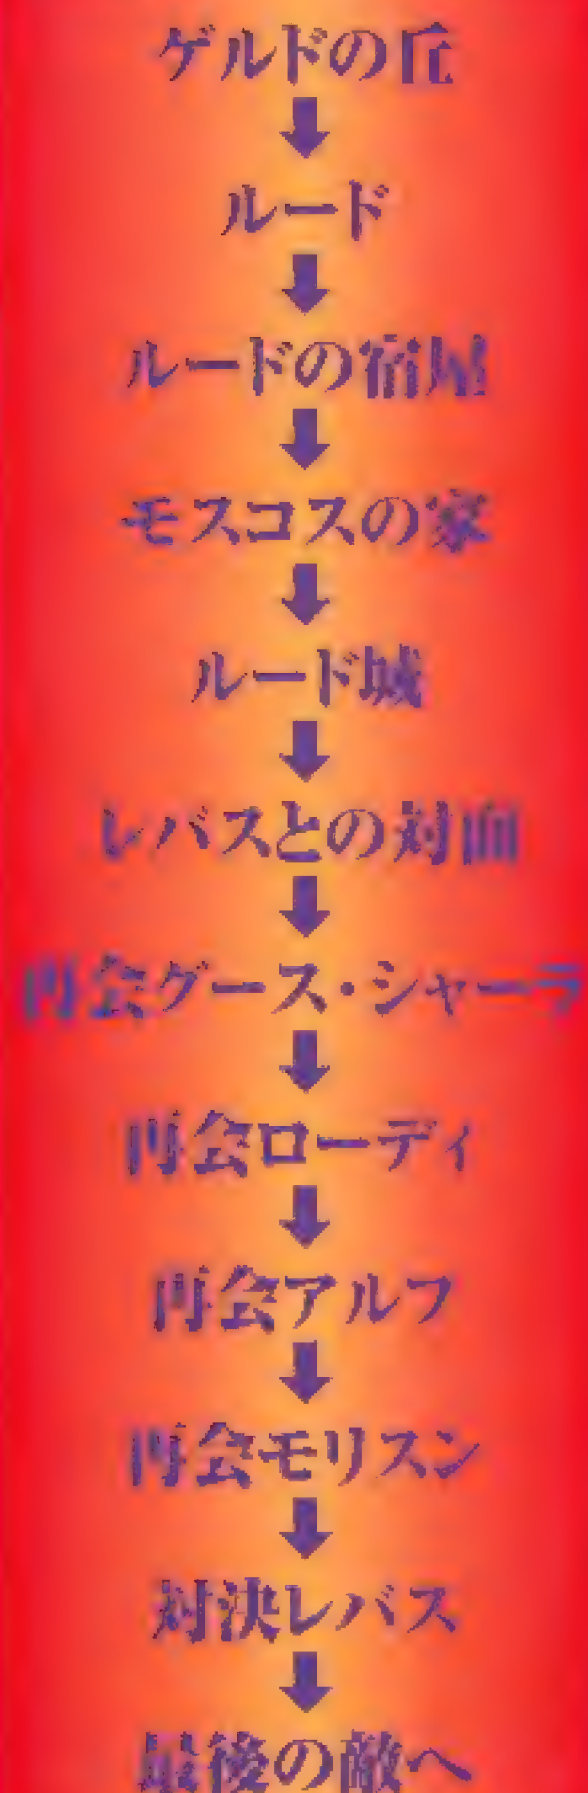 ゲルドの丘
ルード
ルードの宿屋
モスコスの家
ルード城
レバスとの対面
再会グース・シャーラ
再会ローディ
再会アルフ
再会モリスン
対決レバス
最後の敵へ